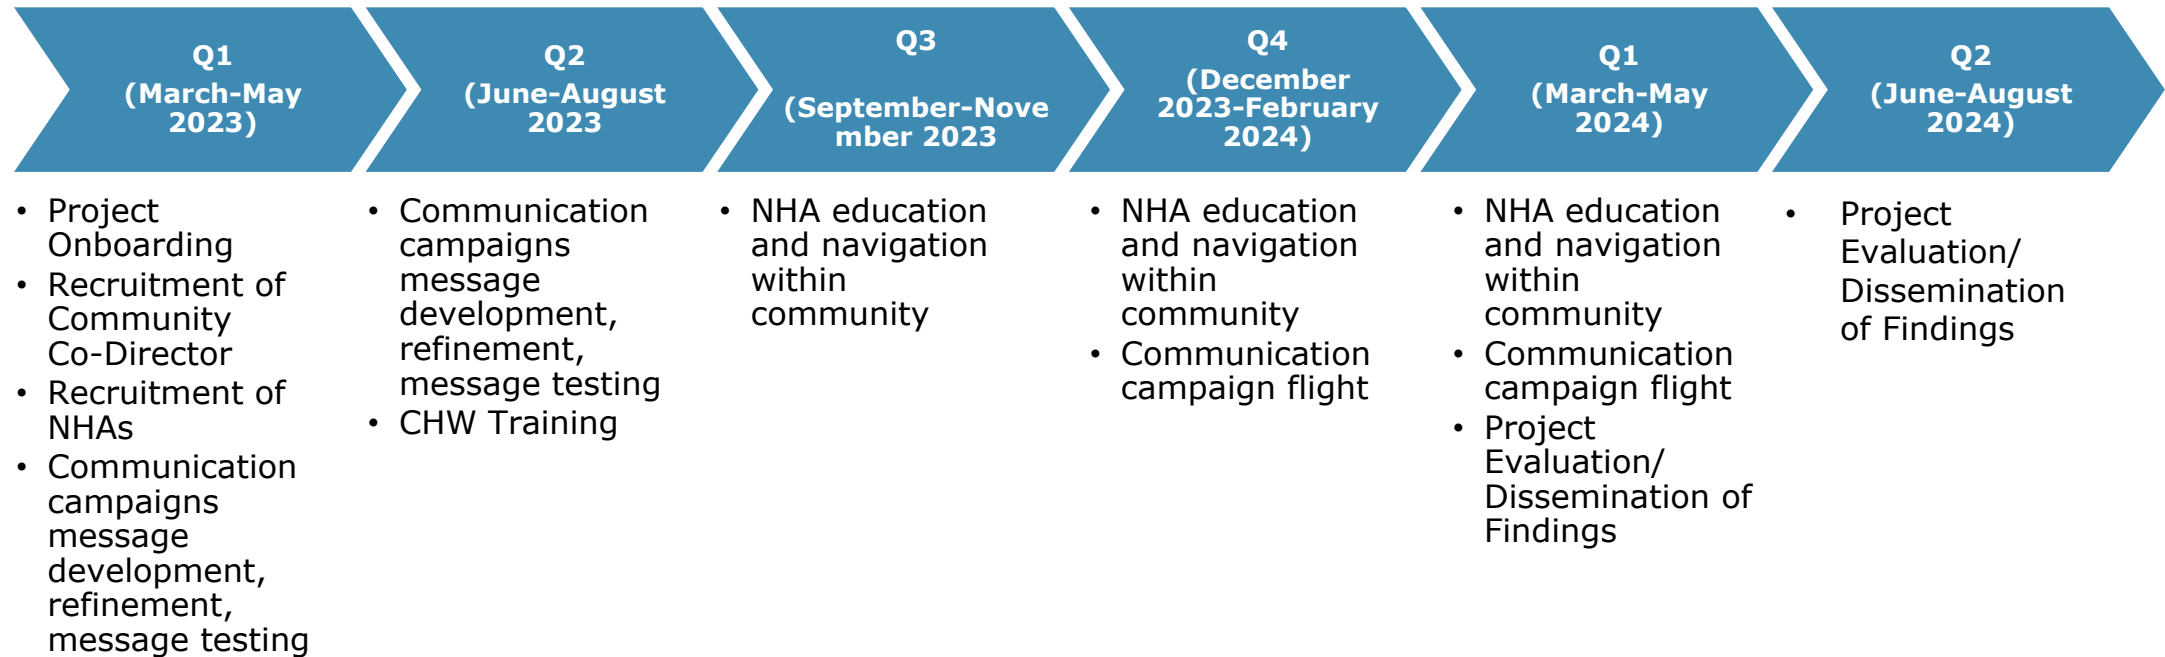 Q1
(March-May
2023)
Q2
(June-August
2023
Q3
(September-Nove
mber 2023
Q4
(December
2023-February
2024)
Q1
(March-May
2024)
Q2
(June-August
2024)
• Project
Onboarding
• Recruitment of
Community
Co-Director
• Recruitment of
NHAs
• Communication
campaigns
message
development,
refinement,
message testing
• Communication
campaigns
message
development,
refinement,
message testing
• CHW Training
• NHA education
and navigation
within
community
• NHA education
and navigation
within
community
• Communication
campaign flight
• NHA education
and navigation
within
community
• Communication
campaign flight
• Project
Evaluation/
Dissemination of
Findings
• Project
Evaluation/
Dissemination
of Findings